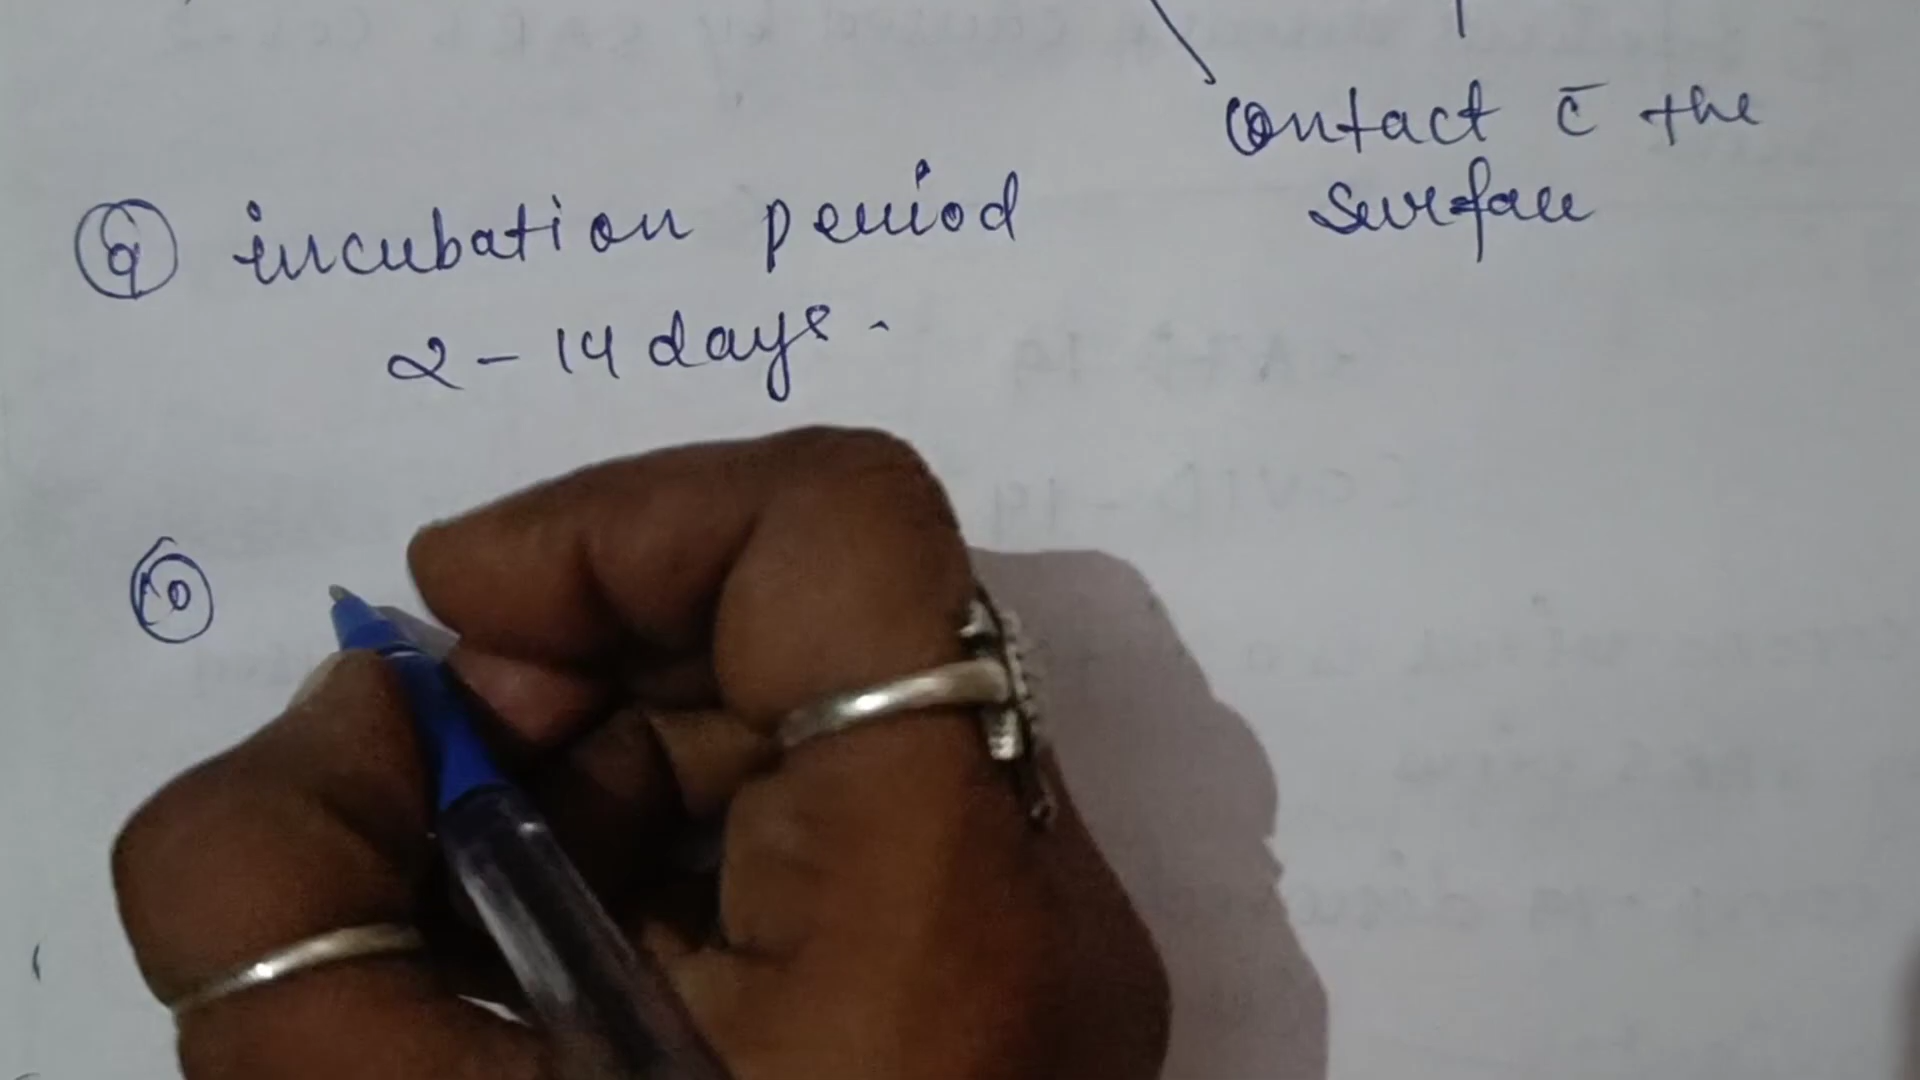 contact c̄ the
surface
9 incubation period
2 - 14 days.
10